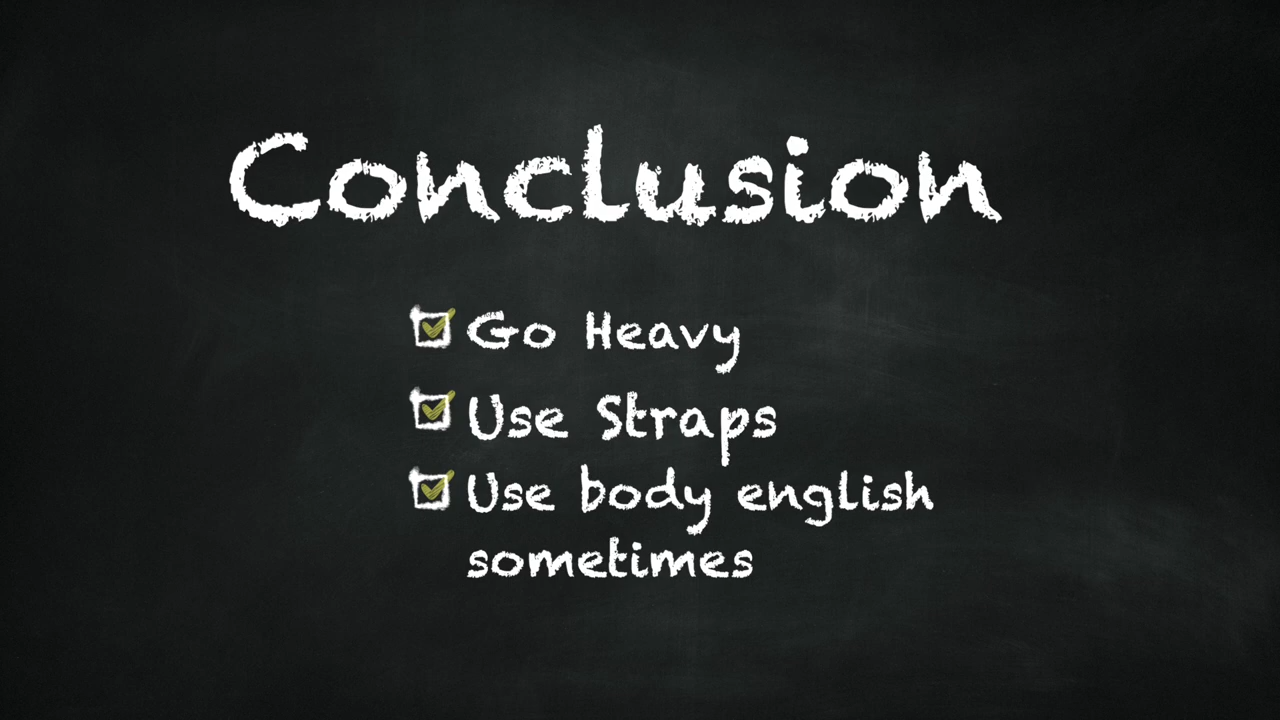 Conclusion
Go Heavy
Use Straps
Use body english
sometimes